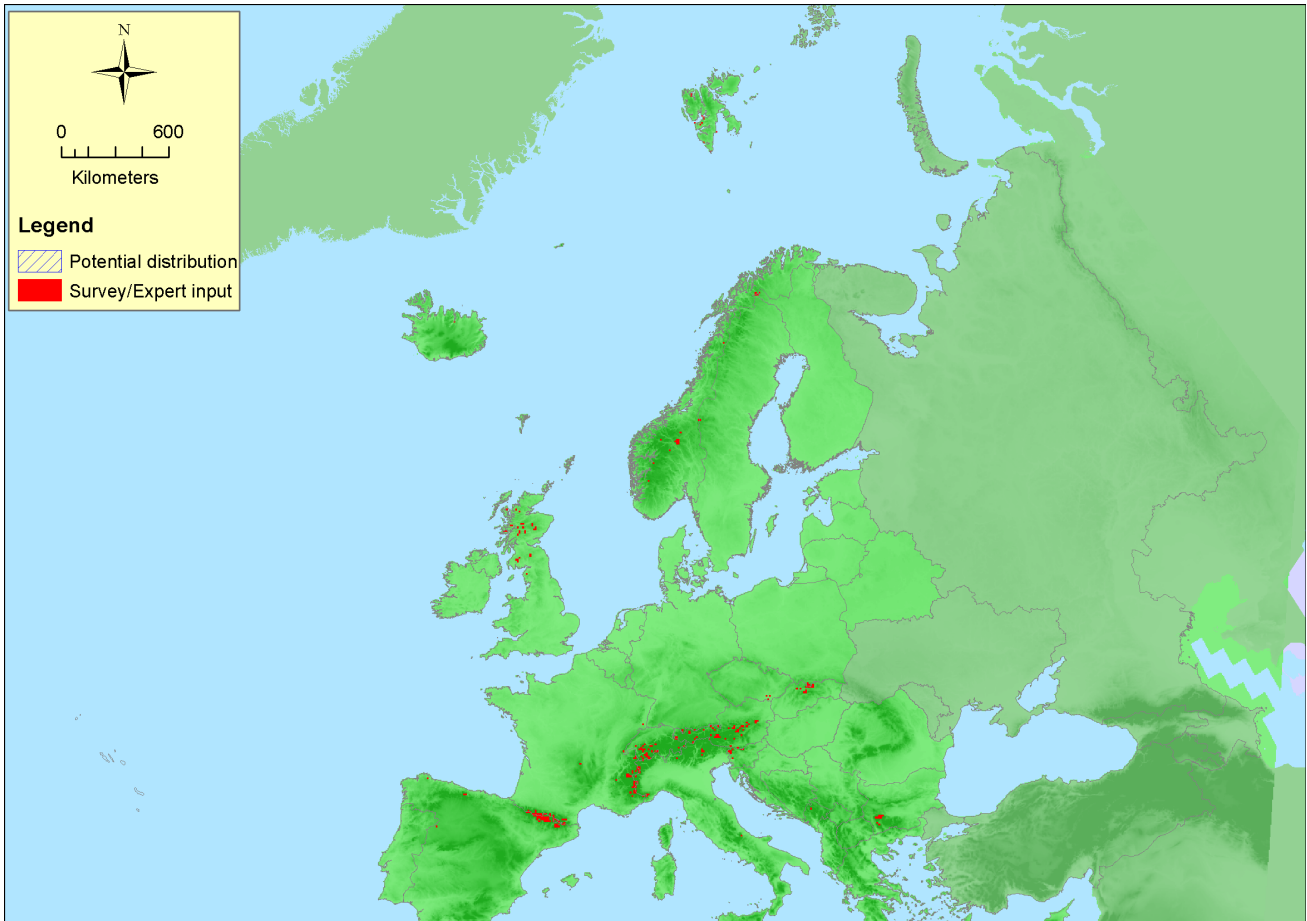 N
0 600
Kilometers
Legend
Potential distribution
Survey/Expert input